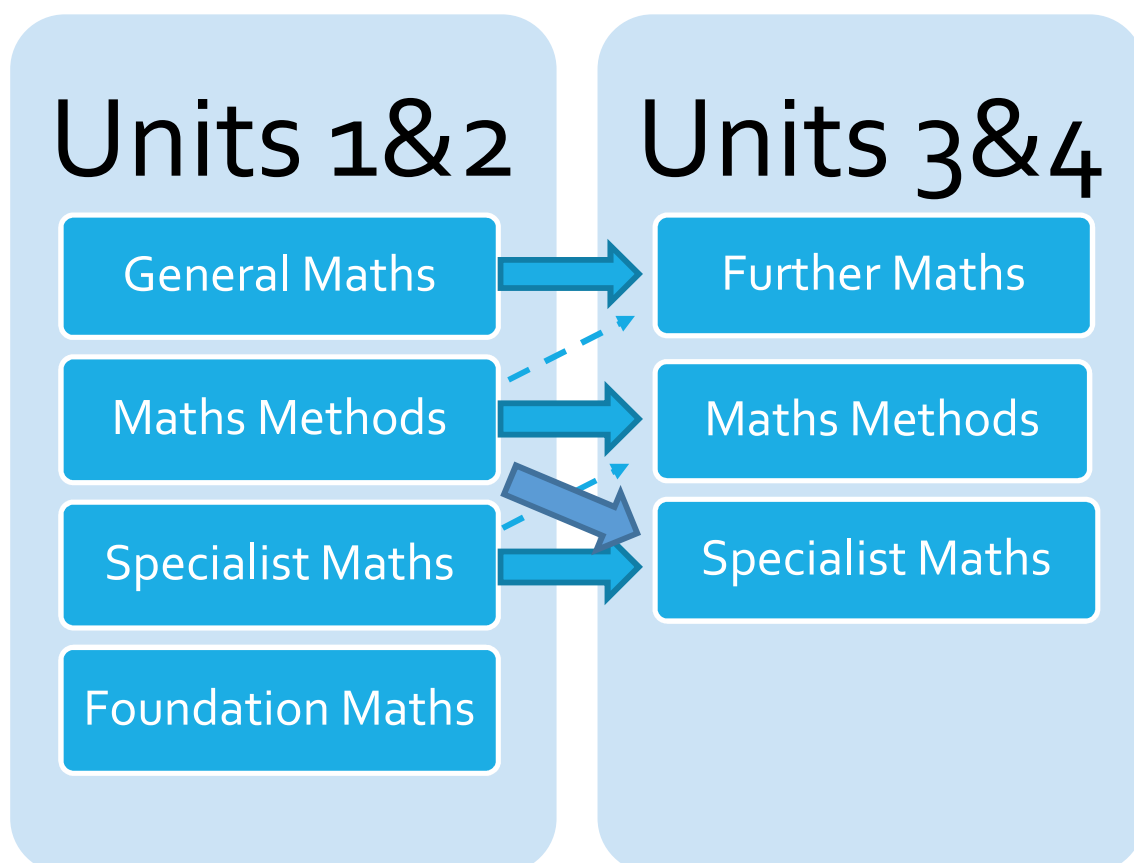 Units 1&2
General Maths
Maths Methods
Specialist Maths
Foundation Maths
Units 3&4
Further Maths
Maths Methods
Specialist Maths